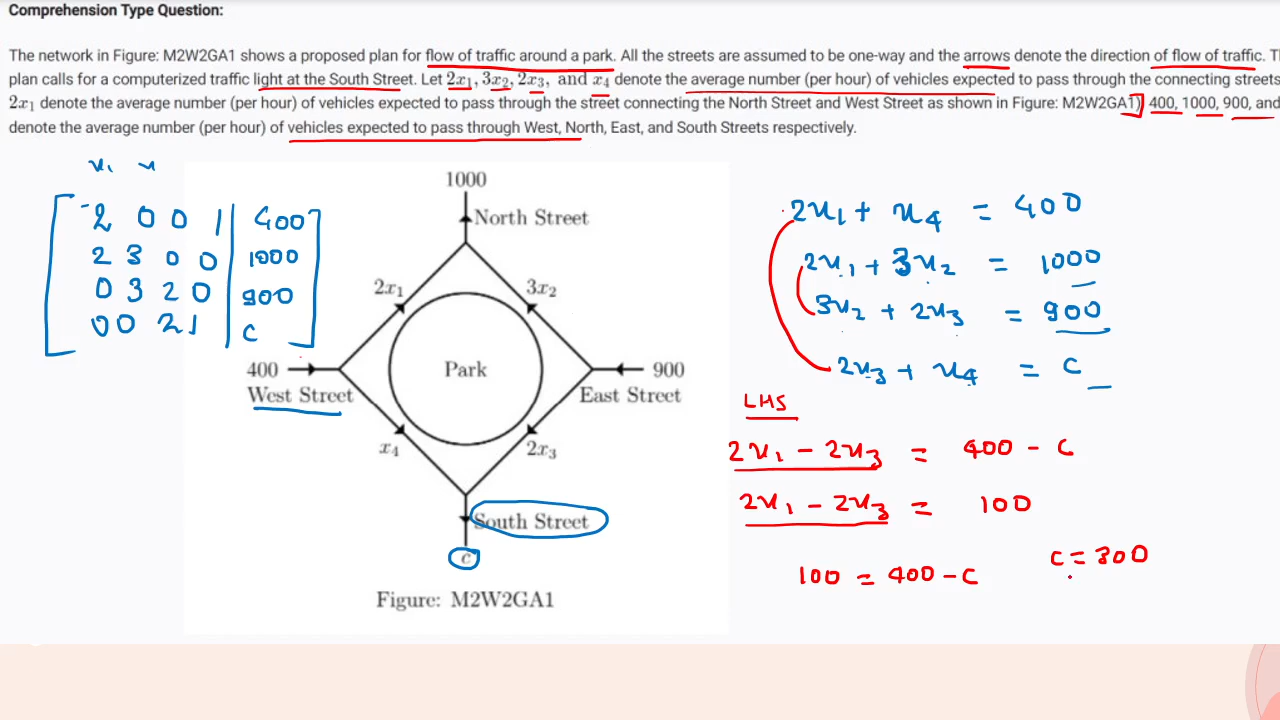 Comprehension Type Question:
The network in Figure: M2W2GA1 shows a proposed plan for flow of traffic around a park. All the streets are assumed to be one-way and the arrows denote the direction of flow of traffic. T
plan calls for a computerized traffic light at the South Street. Let 2x₁, 3x₂, 2x₃, and x₄ denote the average number (per hour) of vehicles expected to pass through the connecting streets
2x₁ denote the average number (per hour) of vehicles expected to pass through the street connecting the North Street and West Street as shown in Figure: M2W2GA1) 400, 1000, 900, and
denote the average number (per hour) of vehicles expected to pass through West, North, East, and South Streets respectively.
x₁ x
2 0 0 1 | 400
2 3 0 0 | 1000
0 3 2 0 | 900
0 0 2 1 | C
1000
North Street
2x₁
3x₂
400
Park
900
West Street
East Street
x₄
2x₃
South Street
c
Figure: M2W2GA1
2x₁ + x₄ = 400
2x₁ + 3x₂ = 1000
3x₂ + 2x₃ = 900
2x₃ + x₄ = C
LHS
2x₁ - 2x₃ = 400 - C
2x₁ - 2x₃ = 100
100 = 400 - C
C = 300